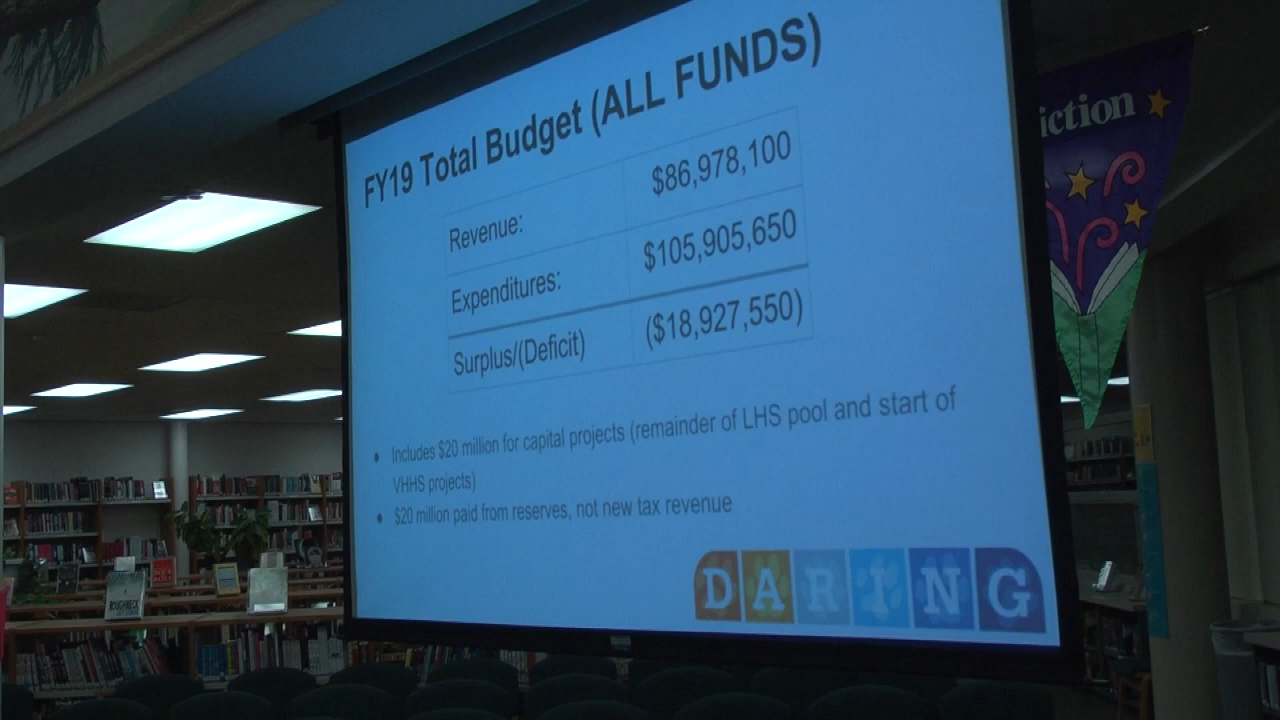 FY19 Total Budget (ALL FUNDS)
Revenue: $86,978,100
Expenditures: $105,905,650
Surplus/(Deficit) ($18,927,550)
• Includes $20 million for capital projects (remainder of LHS pool and start of
VHHS projects)
• $20 million paid from reserves, not new tax revenue
DARING
iction
ROUGHNECK